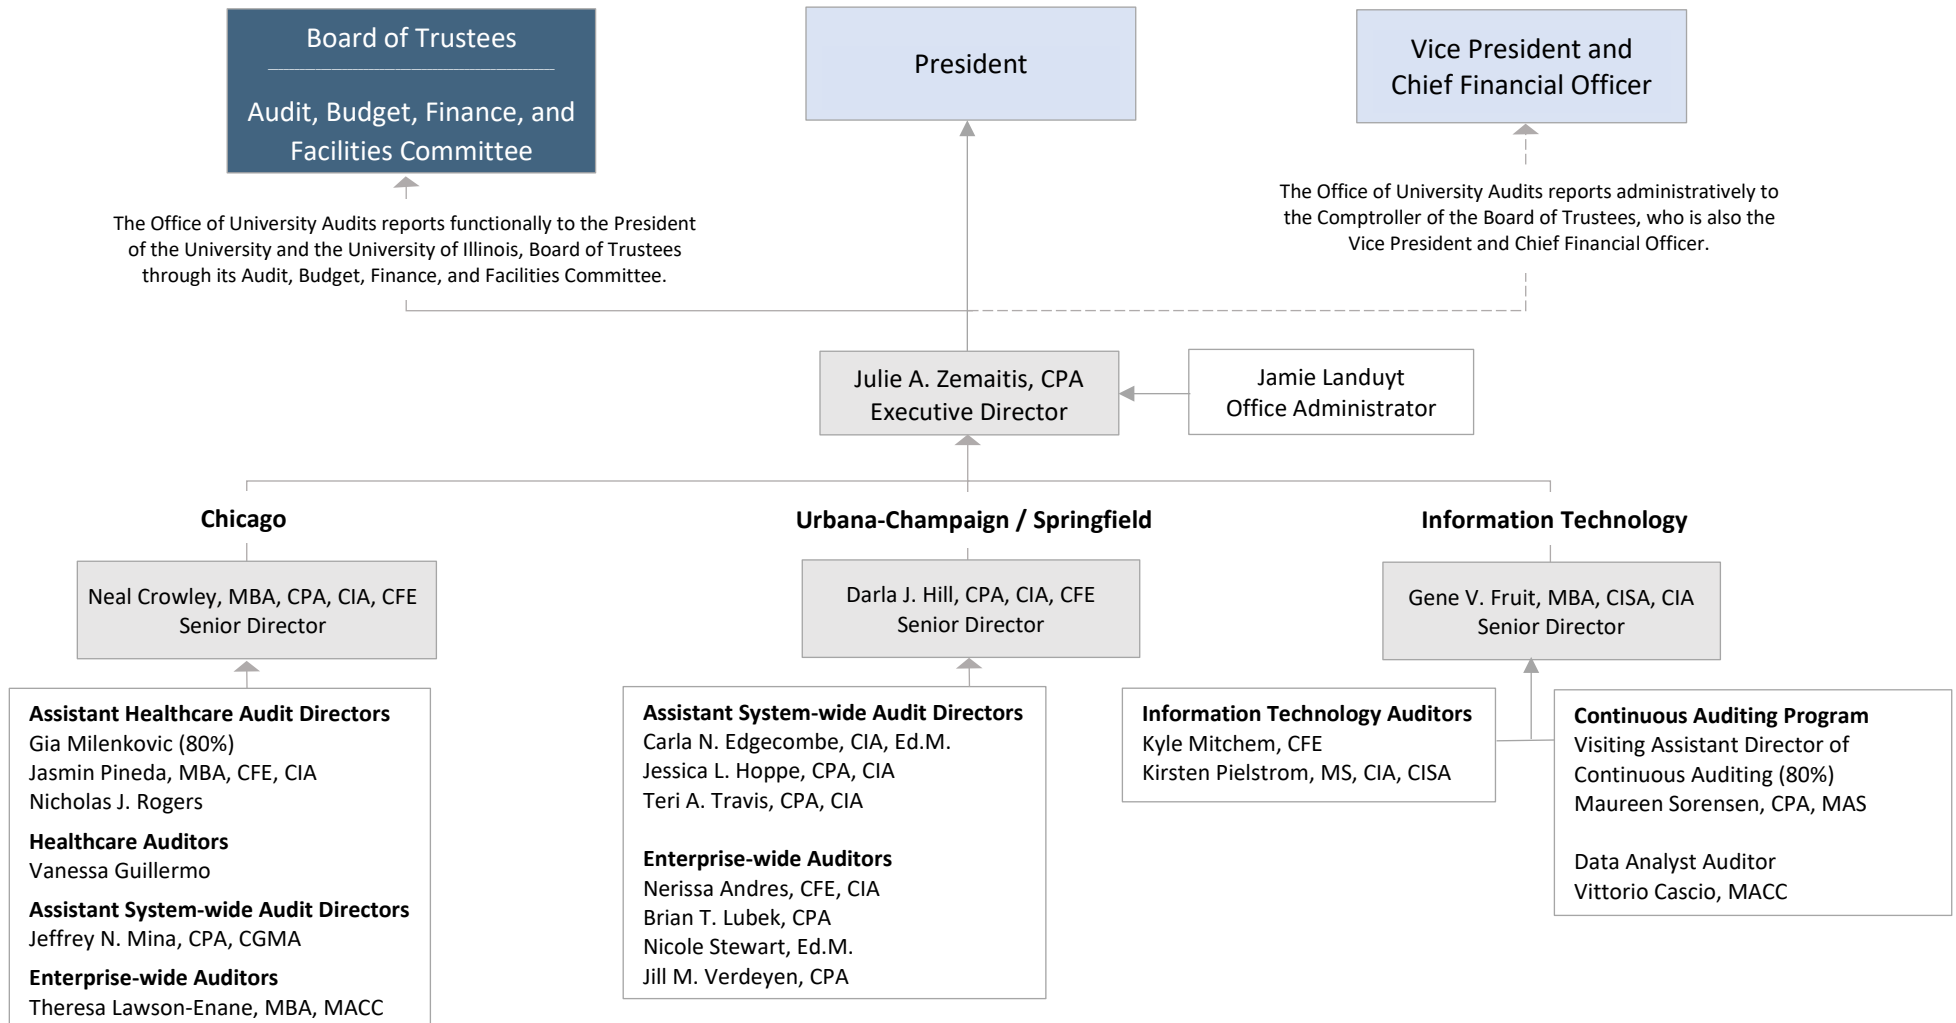 Board of Trustees
Audit, Budget, Finance, and
Facilities Committee
President
Vice President and
Chief Financial Officer
The Office of University Audits reports functionally to the President
of the University and the University of Illinois, Board of Trustees
through its Audit, Budget, Finance, and Facilities Committee.
The Office of University Audits reports administratively to
the Comptroller of the Board of Trustees, who is also the
Vice President and Chief Financial Officer.
Julie A. Zemaitis, CPA
Executive Director
Jamie Landuyt
Office Administrator
Chicago
Neal Crowley, MBA, CPA, CIA, CFE
Senior Director
Assistant Healthcare Audit Directors
Gia Milenkovic (80%)
Jasmin Pineda, MBA, CFE, CIA
Nicholas J. Rogers
Healthcare Auditors
Vanessa Guillermo
Assistant System-wide Audit Directors
Jeffrey N. Mina, CPA, CGMA
Enterprise-wide Auditors
Theresa Lawson-Enane, MBA, MACC
Urbana-Champaign / Springfield
Darla J. Hill, CPA, CIA, CFE
Senior Director
Assistant System-wide Audit Directors
Carla N. Edgecombe, CIA, Ed.M.
Jessica L. Hoppe, CPA, CIA
Teri A. Travis, CPA, CIA
Enterprise-wide Auditors
Nerissa Andres, CFE, CIA
Brian T. Lubek, CPA
Nicole Stewart, Ed.M.
Jill M. Verdeyen, CPA
Information Technology
Gene V. Fruit, MBA, CISA, CIA
Senior Director
Information Technology Auditors
Kyle Mitchem, CFE
Kirsten Pielstrom, MS, CIA, CISA
Continuous Auditing Program
Visiting Assistant Director of
Continuous Auditing (80%)
Maureen Sorensen, CPA, MAS
Data Analyst Auditor
Vittorio Cascio, MACC